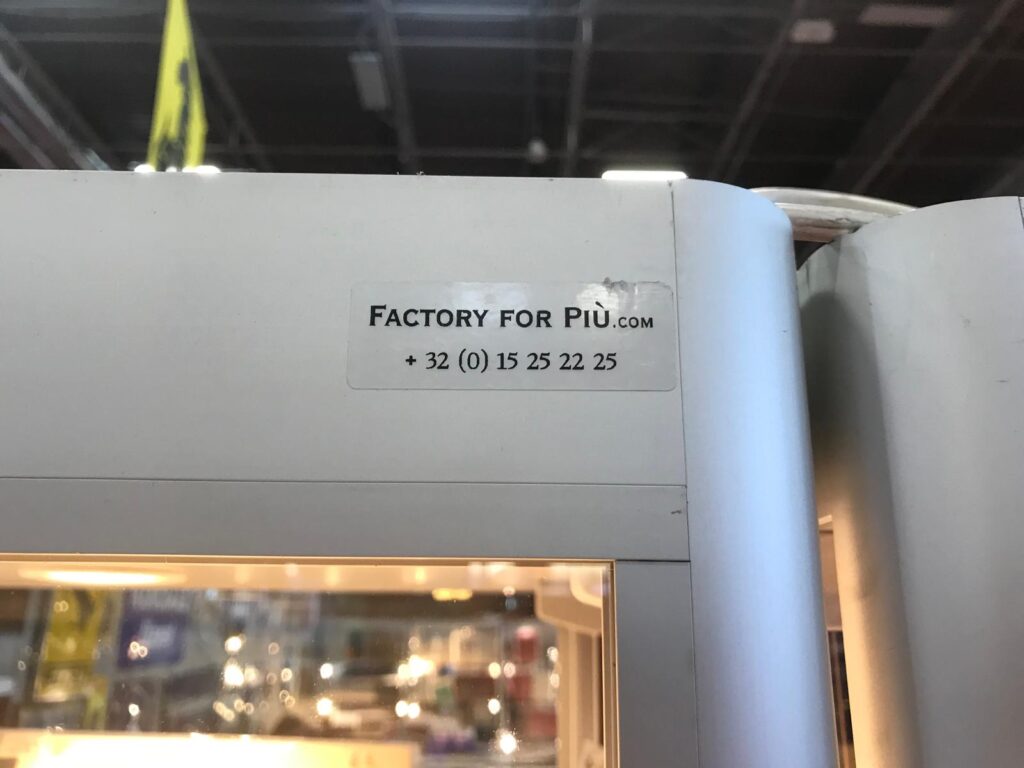 FACTORY FOR PIÙ.COM
+ 32 (0) 15 25 22 25